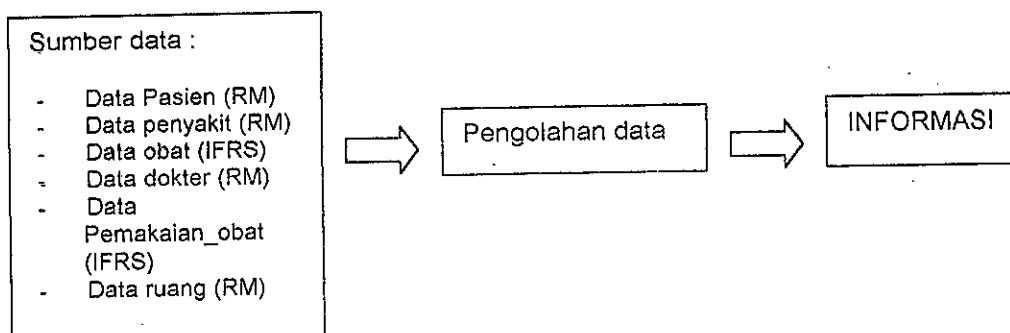 Sumber data :
- Data Pasien (RM)
- Data penyakit (RM)
- Data obat (IFRS)
- Data dokter (RM)
- Data
Pemakaian_obat
(IFRS)
- Data ruang (RM)
Pengolahan data
INFORMASI